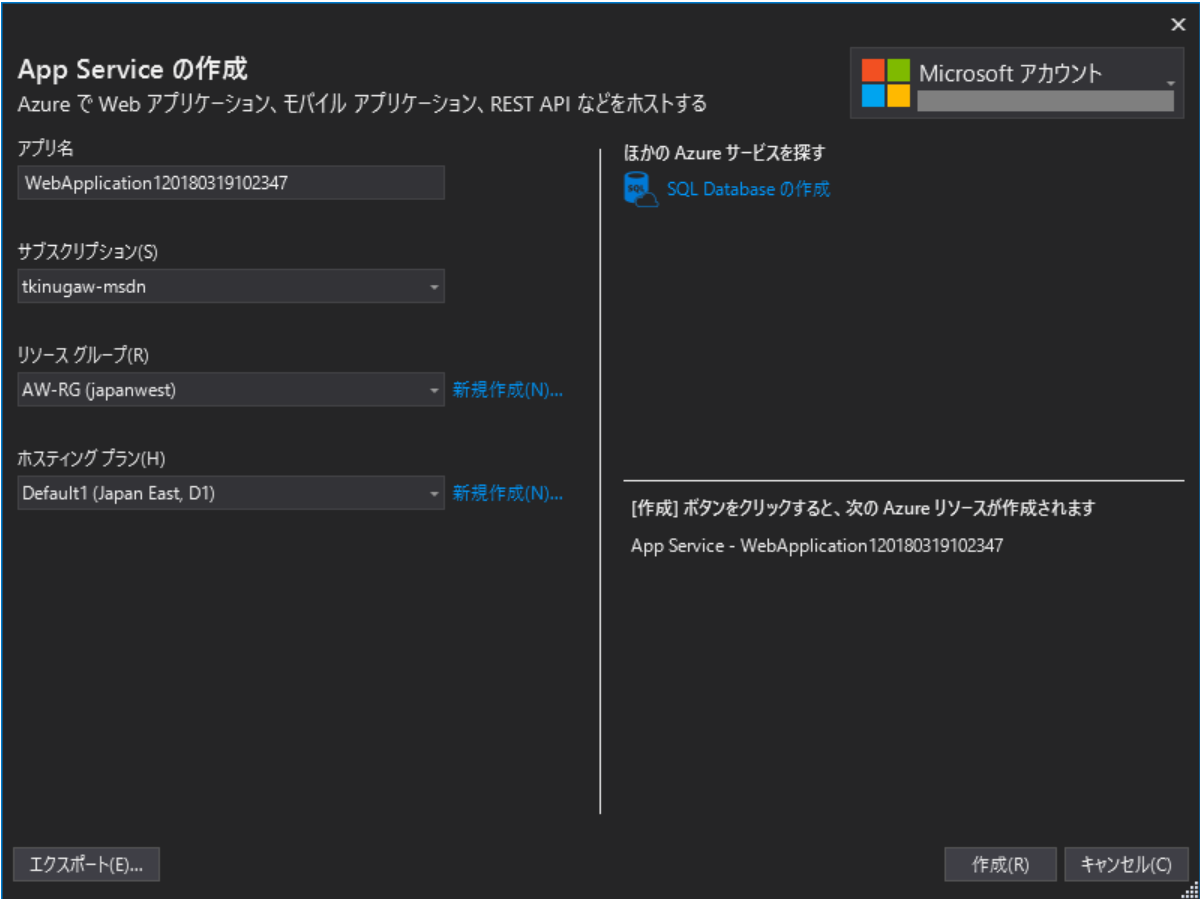 App Service の作成
Azure で Web アプリケーション、モバイル アプリケーション、REST API などをホストする
Microsoft アカウント
アプリ名
WebApplication120180319102347
サブスクリプション(S)
tkinugaw-msdn
リソース グループ(R)
AW-RG (japanwest)
新規作成(N)...
ホスティング プラン(H)
Default1 (Japan East, D1)
新規作成(N)...
ほかの Azure サービスを探す
SQL
SQL Database の作成
[作成] ボタンをクリックすると、次の Azure リソースが作成されます
App Service - WebApplication120180319102347
エクスポート(E)...
作成(R)
キャンセル(C)